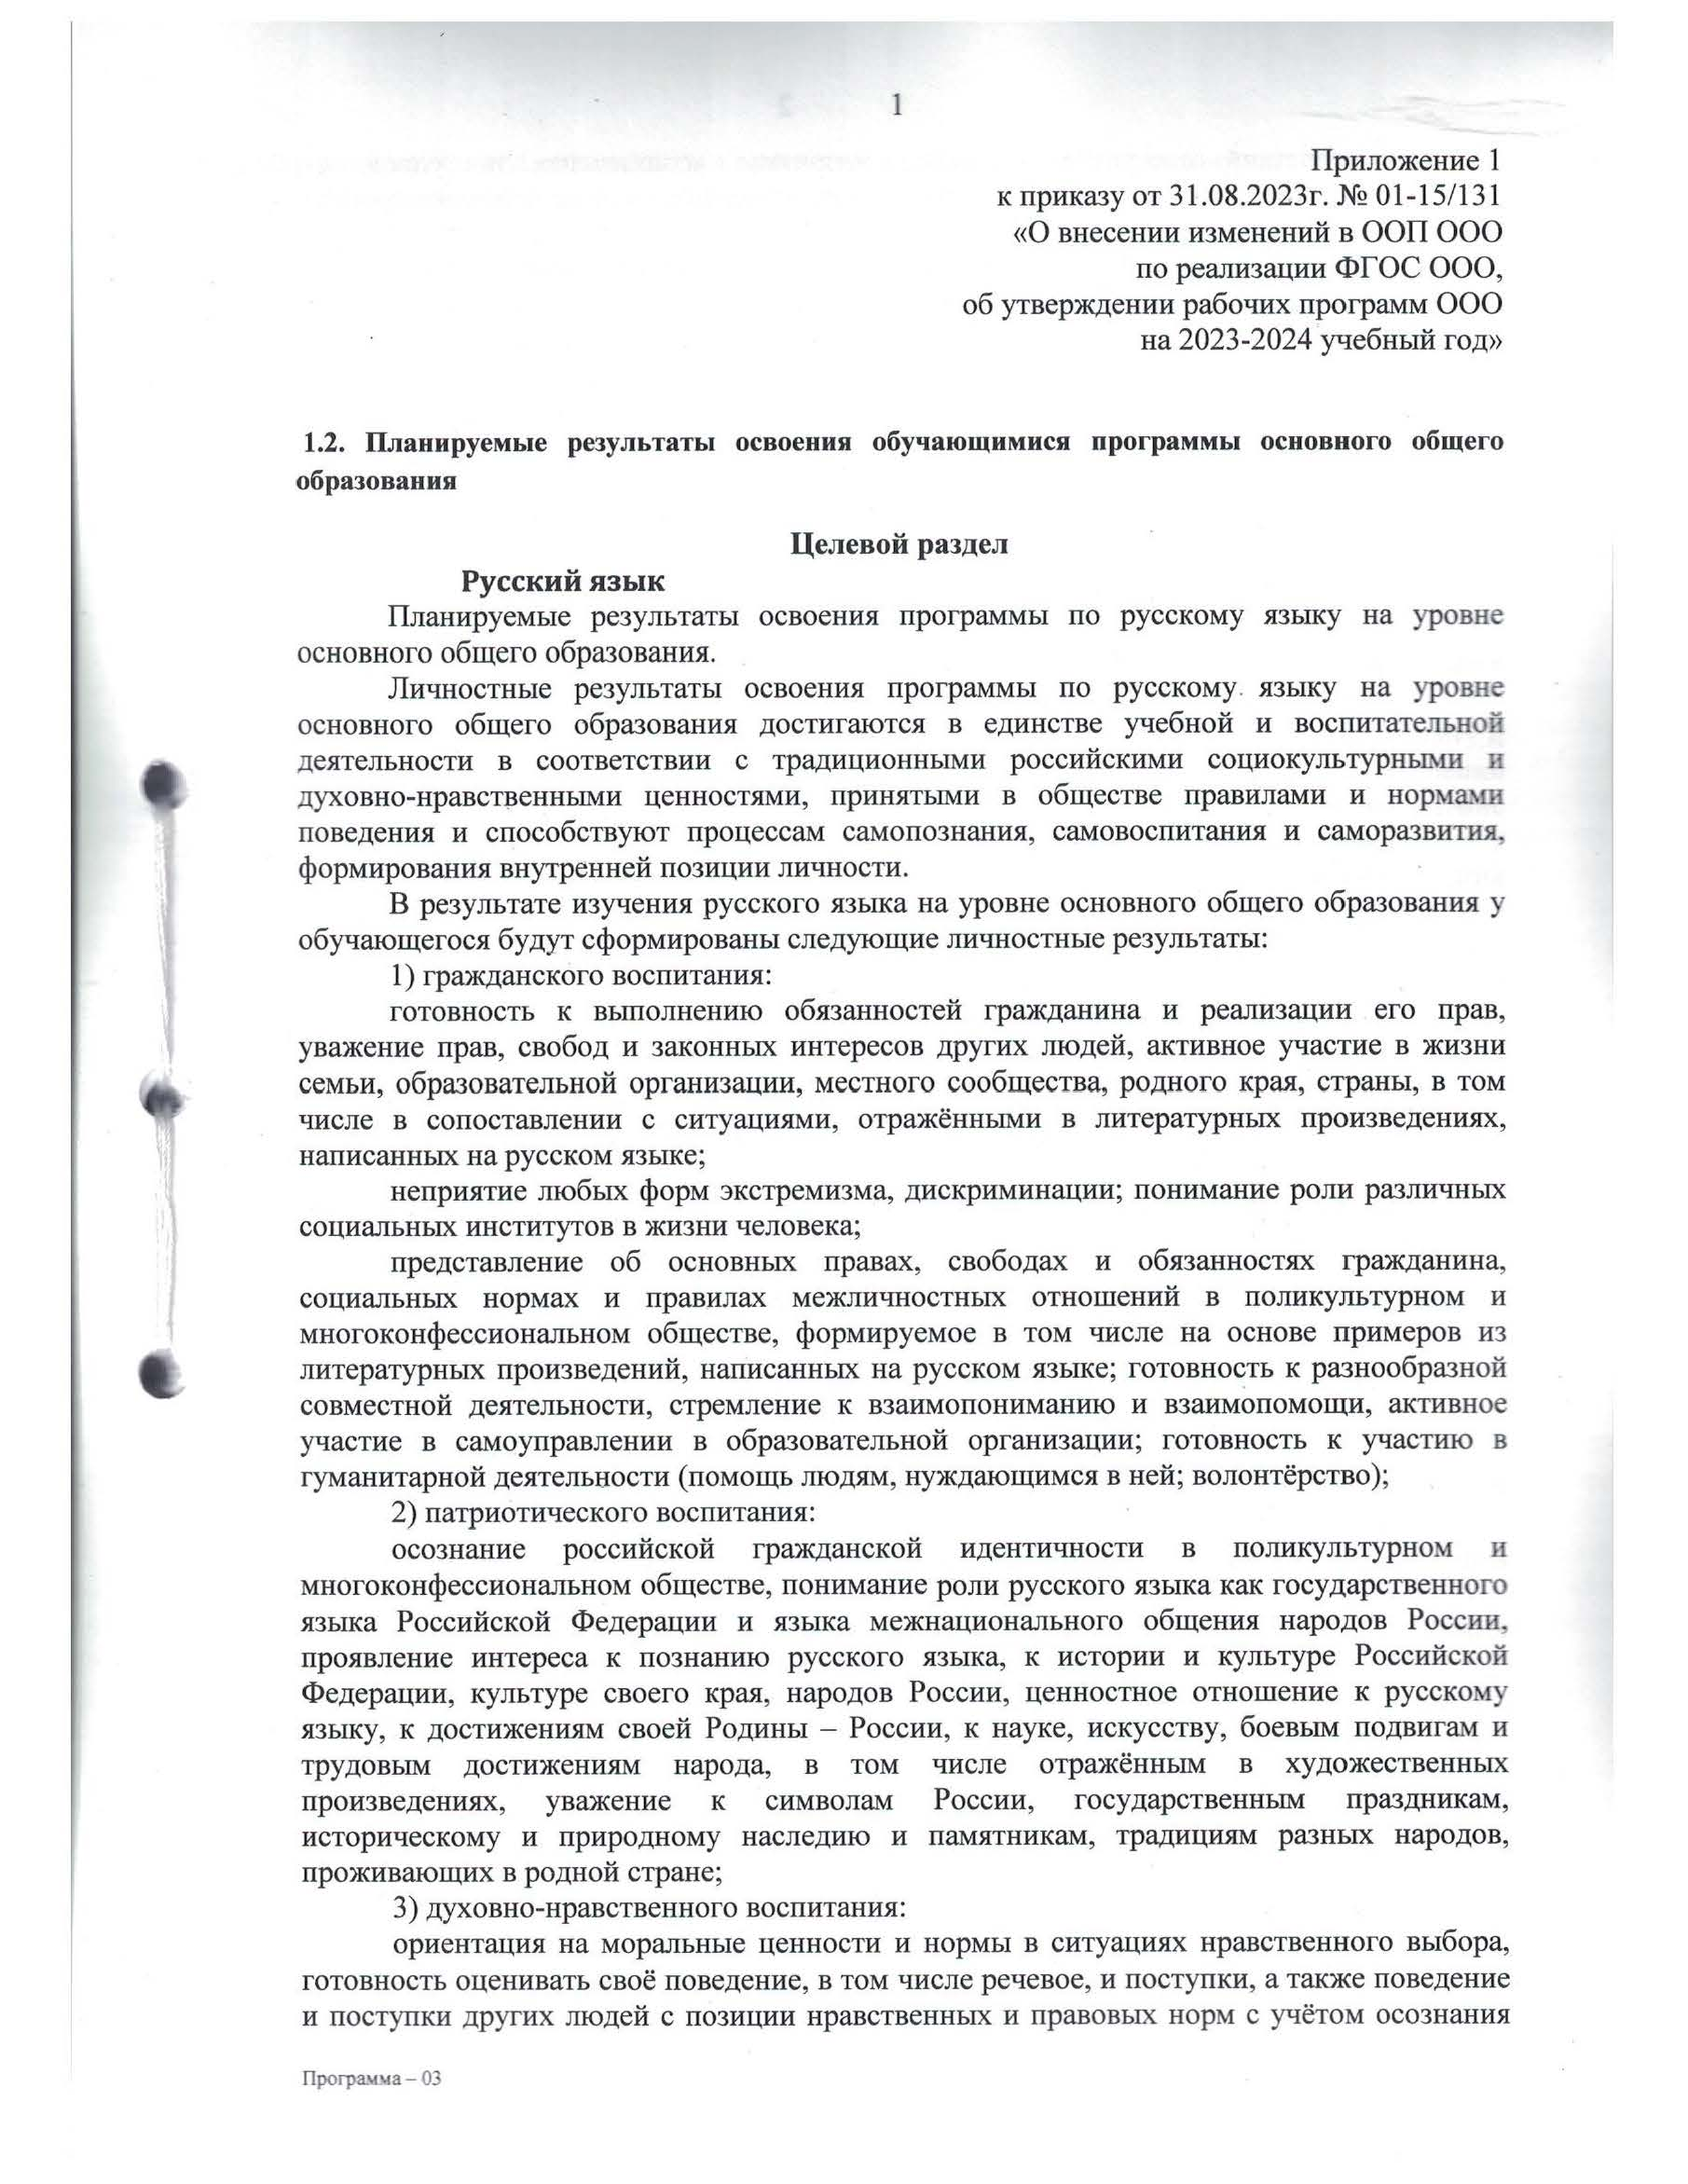 1
Приложение 1
к приказу от 31.08.2023г. № 01-15/131
«О внесении изменений в ООП ООО
по реализации ФГОС ООО,
об утверждении рабочих программ ООО
на 2023-2024 учебный год»
1.2. Планируемые результаты освоения обучающимися программы основного общего
образования
Целевой раздел
Русский язык
Планируемые результаты освоения программы по русскому языку на уровне
основного общего образования.
Личностные результаты освоения программы по русскому языку на уровне
основного общего образования достигаются в единстве учебной и воспитательной
деятельности в соответствии с традиционными российскими социокультурными и
духовно-нравственными ценностями, принятыми в обществе правилами и нормами
поведения и способствуют процессам самопознания, самовоспитания и саморазвития,
формирования внутренней позиции личности.
В результате изучения русского языка на уровне основного общего образования у
обучающегося будут сформированы следующие личностные результаты:
1) гражданского воспитания:
готовность к выполнению обязанностей гражданина и реализации его прав,
уважение прав, свобод и законных интересов других людей, активное участие в жизни
семьи, образовательной организации, местного сообщества, родного края, страны, в том
числе в сопоставлении с ситуациями, отражёнными в литературных произведениях,
написанных на русском языке;
неприятие любых форм экстремизма, дискриминации; понимание роли различных
социальных институтов в жизни человека;
представление об основных правах, свободах и обязанностях гражданина,
социальных нормах и правилах межличностных отношений в поликультурном и
многоконфессиональном обществе, формируемое в том числе на основе примеров из
литературных произведений, написанных на русском языке; готовность к разнообразной
совместной деятельности, стремление к взаимопониманию и взаимопомощи, активное
участие в самоуправлении в образовательной организации; готовность к участию в
гуманитарной деятельности (помощь людям, нуждающимся в ней; волонтёрство);
2) патриотического воспитания:
осознание российской гражданской идентичности в поликультурном и
многоконфессиональном обществе, понимание роли русского языка как государственного
языка Российской Федерации и языка межнационального общения народов России,
проявление интереса к познанию русского языка, к истории и культуре Российской
Федерации, культуре своего края, народов России, ценностное отношение к русскому
языку, к достижениям своей Родины – России, к науке, искусству, боевым подвигам и
трудовым достижениям народа, в том числе отражённым в художественных
произведениях, уважение к символам России, государственным праздникам,
историческому и природному наследию и памятникам, традициям разных народов,
проживающих в родной стране;
3) духовно-нравственного воспитания:
ориентация на моральные ценности и нормы в ситуациях нравственного выбора,
готовность оценивать своё поведение, в том числе речевое, и поступки, а также поведение
и поступки других людей с позиции нравственных и правовых норм с учётом осознания
Программа – 03